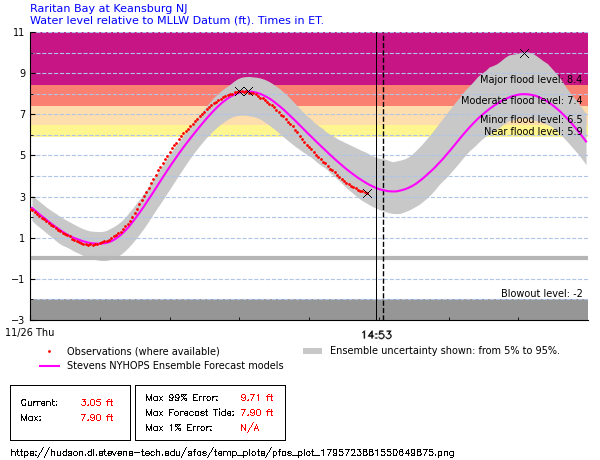 Raritan Bay at Keansburg NJ
Water level relative to MLLW Datum (ft). Times in ET.
11
9
Major flood level: 8.4
Moderate flood level: 7.4
7
Minor flood level: 6.5
Near flood level: 5.9
5
3
1
−1
Blowout level: -2
−3
11/26 Thu
14:53
Observations (where available)
Stevens NYHOPS Ensemble Forecast models
Ensemble uncertainty shown: from 5% to 95%.
Current: 3.05 ft
Max: 7.90 ft
Max 99% Error: 9.71 ft
Max Forecast Tide: 7.90 ft
Max 1% Error: N/A
https://hudson.dl.stevens-tech.edu/sfas/temp_plots/pfas_plot_1795723881550849875.png